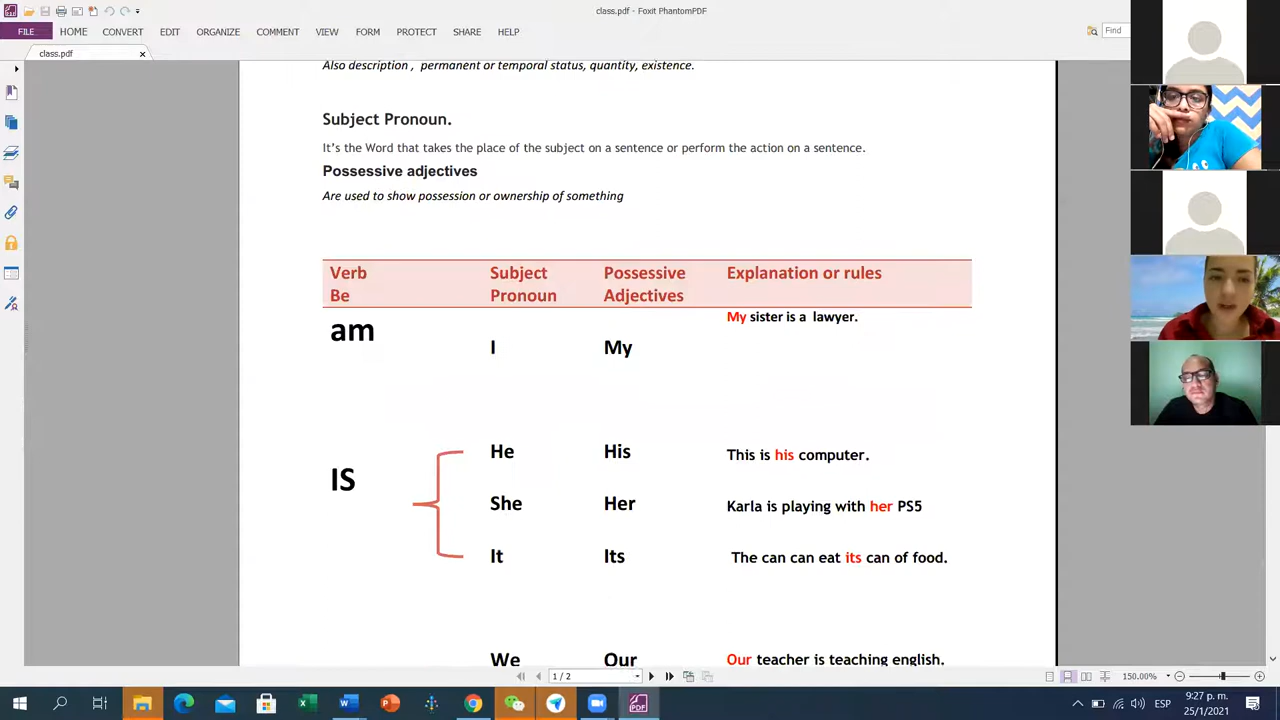 class.pdf - Foxit PhantomPDF
FILE HOME CONVERT EDIT ORGANIZE COMMENT VIEW FORM PROTECT SHARE HELP
Find
class.pdf
Also description , permanent or temporal status, quantity, existence.
Subject Pronoun.
It's the Word that takes the place of the subject on a sentence or perform the action on a sentence.
Possessive adjectives
Are used to show possession or ownership of something
Verb Be Subject Pronoun Possessive Adjectives Explanation or rules
am I My My sister is a lawyer.
IS
He His This is his computer.
She Her Karla is playing with her PS5
It Its The can can eat its can of food.
We Our Our teacher is teaching english.
1 / 2
150.00%
ESP
9:27 p. m.
25/1/2021